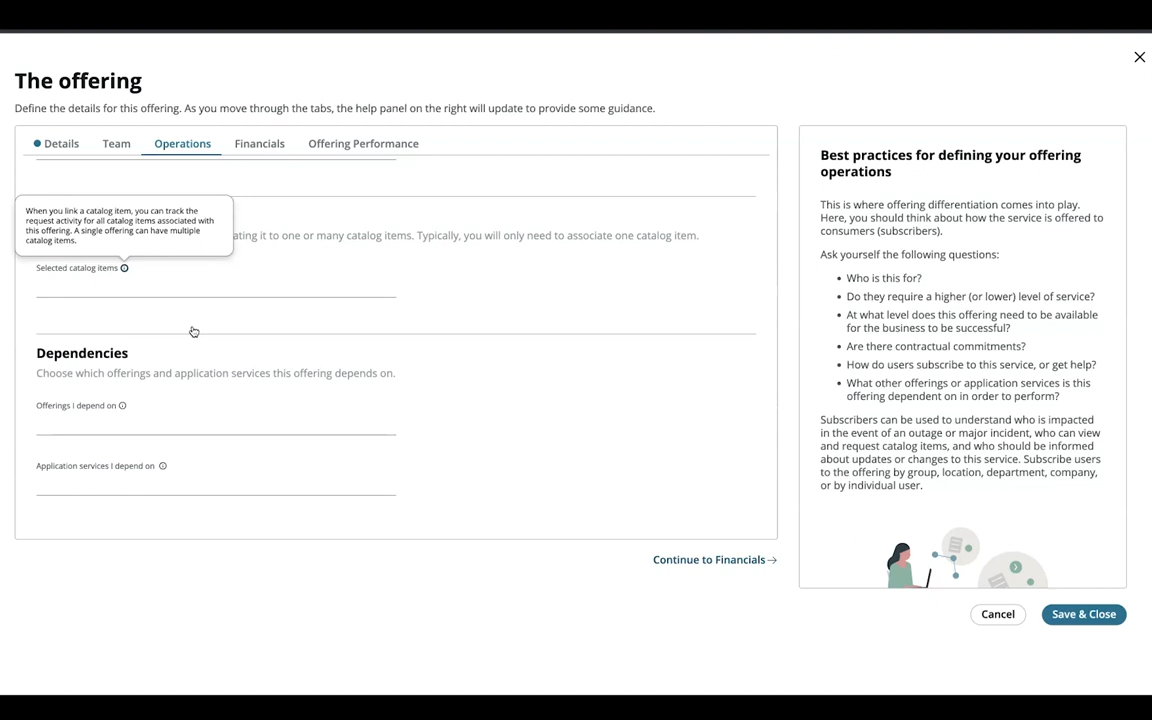 The offering
Define the details for this offering. As you move through the tabs, the help panel on the right will update to provide some guidance.
Details Team Operations Financials Offering Performance
When you link a catalog item, you can track the
request activity for all catalog items associated with
this offering. A single offering can have multiple
catalog items.
ating it to one or many catalog items. Typically, you will only need to associate one catalog item.
Selected catalog items
Dependencies
Choose which offerings and application services this offering depends on.
Offerings I depend on
Application services I depend on
Continue to Financials
Best practices for defining your offering
operations
This is where offering differentiation comes into play.
Here, you should think about how the service is offered to
consumers (subscribers).
Ask yourself the following questions:
• Who is this for?
• Do they require a higher (or lower) level of service?
• At what level does this offering need to be available
for the business to be successful?
• Are there contractual commitments?
• How do users subscribe to this service, or get help?
• What other offerings or application services is this
offering dependent on in order to perform?
Subscribers can be used to understand who is impacted
in the event of an outage or major incident, who can view
and request catalog items, and who should be informed
about updates or changes to this service. Subscribe users
to the offering by group, location, department, company,
or by individual user.
Cancel Save & Close